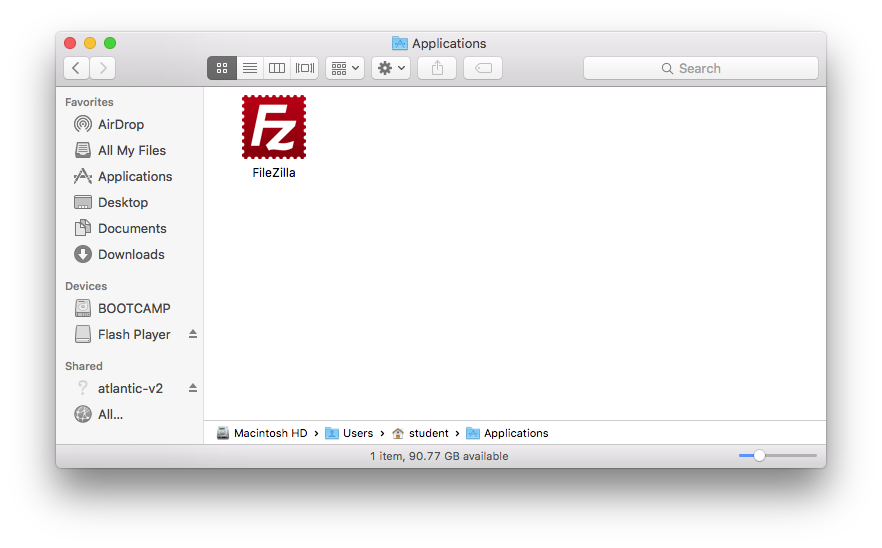 Applications
Search
Favorites
AirDrop
All My Files
Applications
Desktop
Documents
Downloads
Devices
BOOTCAMP
Flash Player
Shared
atlantic-v2
All...
Fz
FileZilla
Macintosh HD › Users › student › Applications
1 item, 90.77 GB available